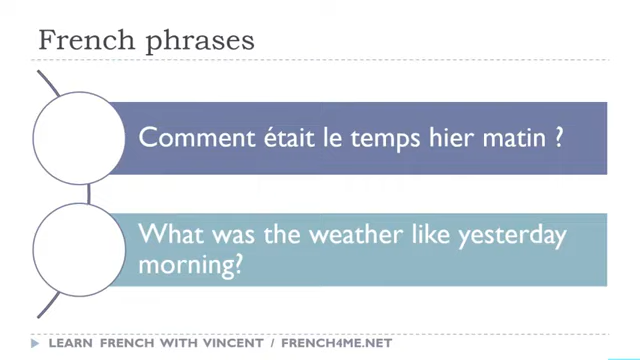 French phrases
Comment était le temps hier matin ?
What was the weather like yesterday
morning?
LEARN FRENCH WITH VINCENT / FRENCH4ME.NET